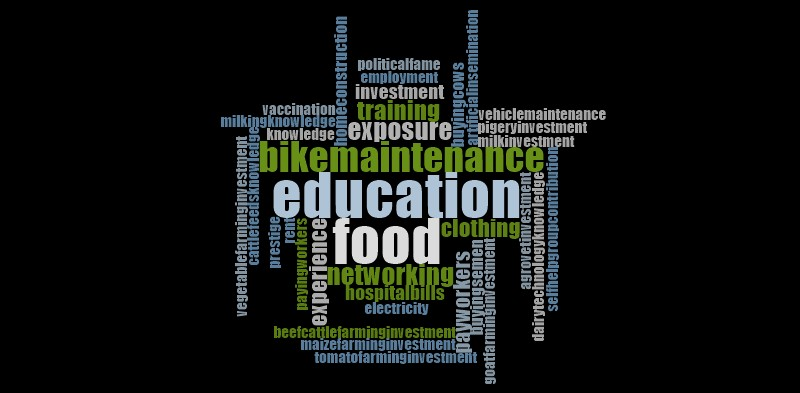 homeconstruction
artificialinsemination
politicalfame
buyingcows
employment
investment
training
vaccination
vehiclemaintenance
milkingknowledge
exposure
pigeryinvestment
knowledge
milkinvestment
bikemaintenance
vegetablefarminginvestment
cattlefeedsknowledge
education
agrovetinvestment
dairytechnologyknowledge
selfhelpgroupcontribution
prestige
rent
payingworkers
experience
food
clothing
networking
payworkers
buyingsemen
goatfarminginvestment
hospitalbills
electricity
beefcattlefarminginvestment
maizefarminginvestment
tomatofarminginvestment